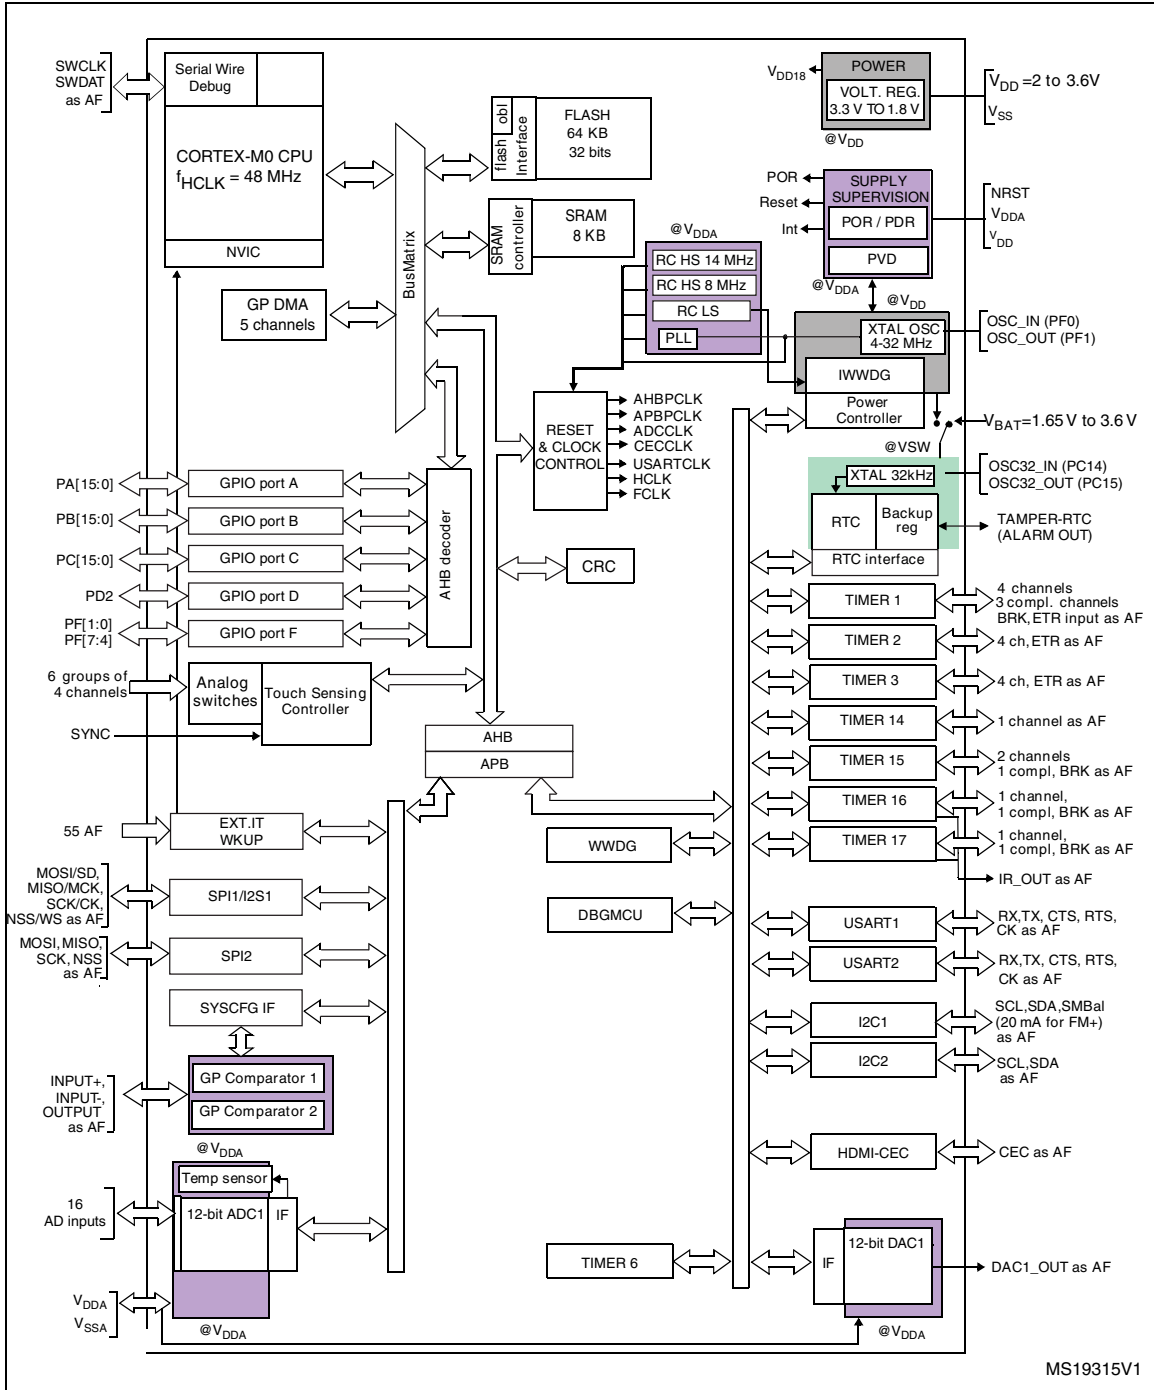 SWCLK
SWDAT
as AF
Serial Wire
Debug
CORTEX-M0 CPU
fHCLK = 48 MHz
NVIC
GP DMA
5 channels
BusMatrix
flash
obl
Interface
FLASH
64 KB
32 bits
SRAM
controller
SRAM
8 KB
VDD18
POWER
VOLT. REG.
3.3 V TO 1.8 V
@VDD
VDD =2 to 3.6V
VSS
POR
Reset
Int
SUPPLY
SUPERVISION
POR / PDR
PVD
NRST
VDDA
VDD
@VDDA
RC HS 14 MHz
RC HS 8 MHz
RC LS
PLL
@VDDA
@VDD
XTAL OSC
4-32 MHz
OSC_IN (PF0)
OSC_OUT (PF1)
IWWDG
Power
Controller
VBAT=1.65 V to 3.6 V
@VSW
RESET
& CLOCK
CONTROL
AHBPCLK
APBPCLK
ADCCLK
CECCLK
USARTCLK
HCLK
FCLK
XTAL 32kHz
OSC32_IN (PC14)
OSC32_OUT (PC15)
RTC
Backup
reg
TAMPER-RTC
(ALARM OUT)
RTC interface
PA[15:0]
GPIO port A
PB[15:0]
GPIO port B
PC[15:0]
GPIO port C
PD2
GPIO port D
PF[1:0]
PF[7:4]
GPIO port F
AHB decoder
CRC
6 groups of
4 channels
Analog
switches
Touch Sensing
Controller
SYNC
AHB
APB
TIMER 1
4 channels
3 compl. channels
BRK, ETR input as AF
TIMER 2
4 ch, ETR as AF
TIMER 3
4 ch, ETR as AF
TIMER 14
1 channel as AF
TIMER 15
2 channels
1 compl, BRK as AF
TIMER 16
1 channel,
1 compl, BRK as AF
TIMER 17
1 channel,
1 compl, BRK as AF
IR_OUT as AF
55 AF
EXT.IT
WKUP
WWDG
MOSI/SD,
MISO/MCK,
SCK/CK,
NSS/WS as AF
SPI1/I2S1
DBGMCU
MOSI, MISO,
SCK, NSS
as AF
SPI2
USART1
RX,TX, CTS, RTS,
CK as AF
USART2
RX,TX, CTS, RTS,
CK as AF
SYSCFG IF
I2C1
SCL,SDA,SMBal
(20 mA for FM+)
as AF
I2C2
SCL,SDA
as AF
INPUT+,
INPUT-,
OUTPUT
as AF
GP Comparator 1
GP Comparator 2
@VDDA
HDMI-CEC
CEC as AF
Temp sensor
16
AD inputs
12-bit ADC1
IF
TIMER 6
IF
12-bit DAC1
DAC1_OUT as AF
VDDA
VSSA
@VDDA
@VDDA
MS19315V1